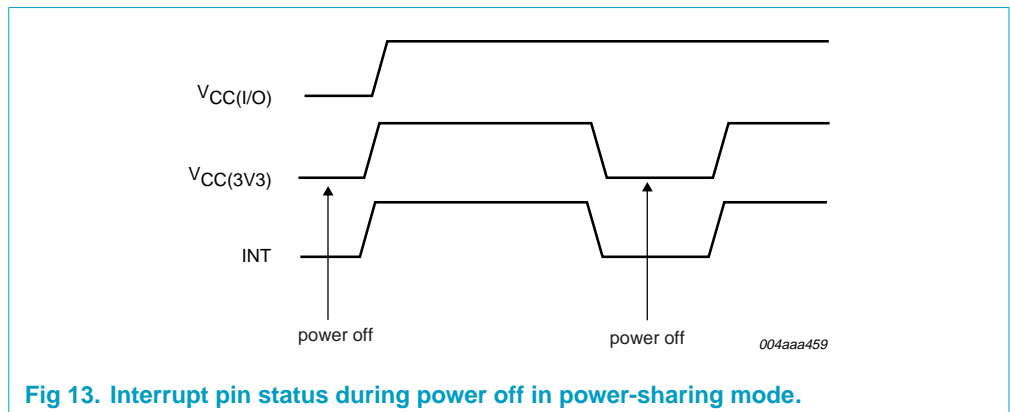 VCC(I/O)
VCC(3V3)
INT
power off
power off
004aaa459
Fig 13. Interrupt pin status during power off in power-sharing mode.